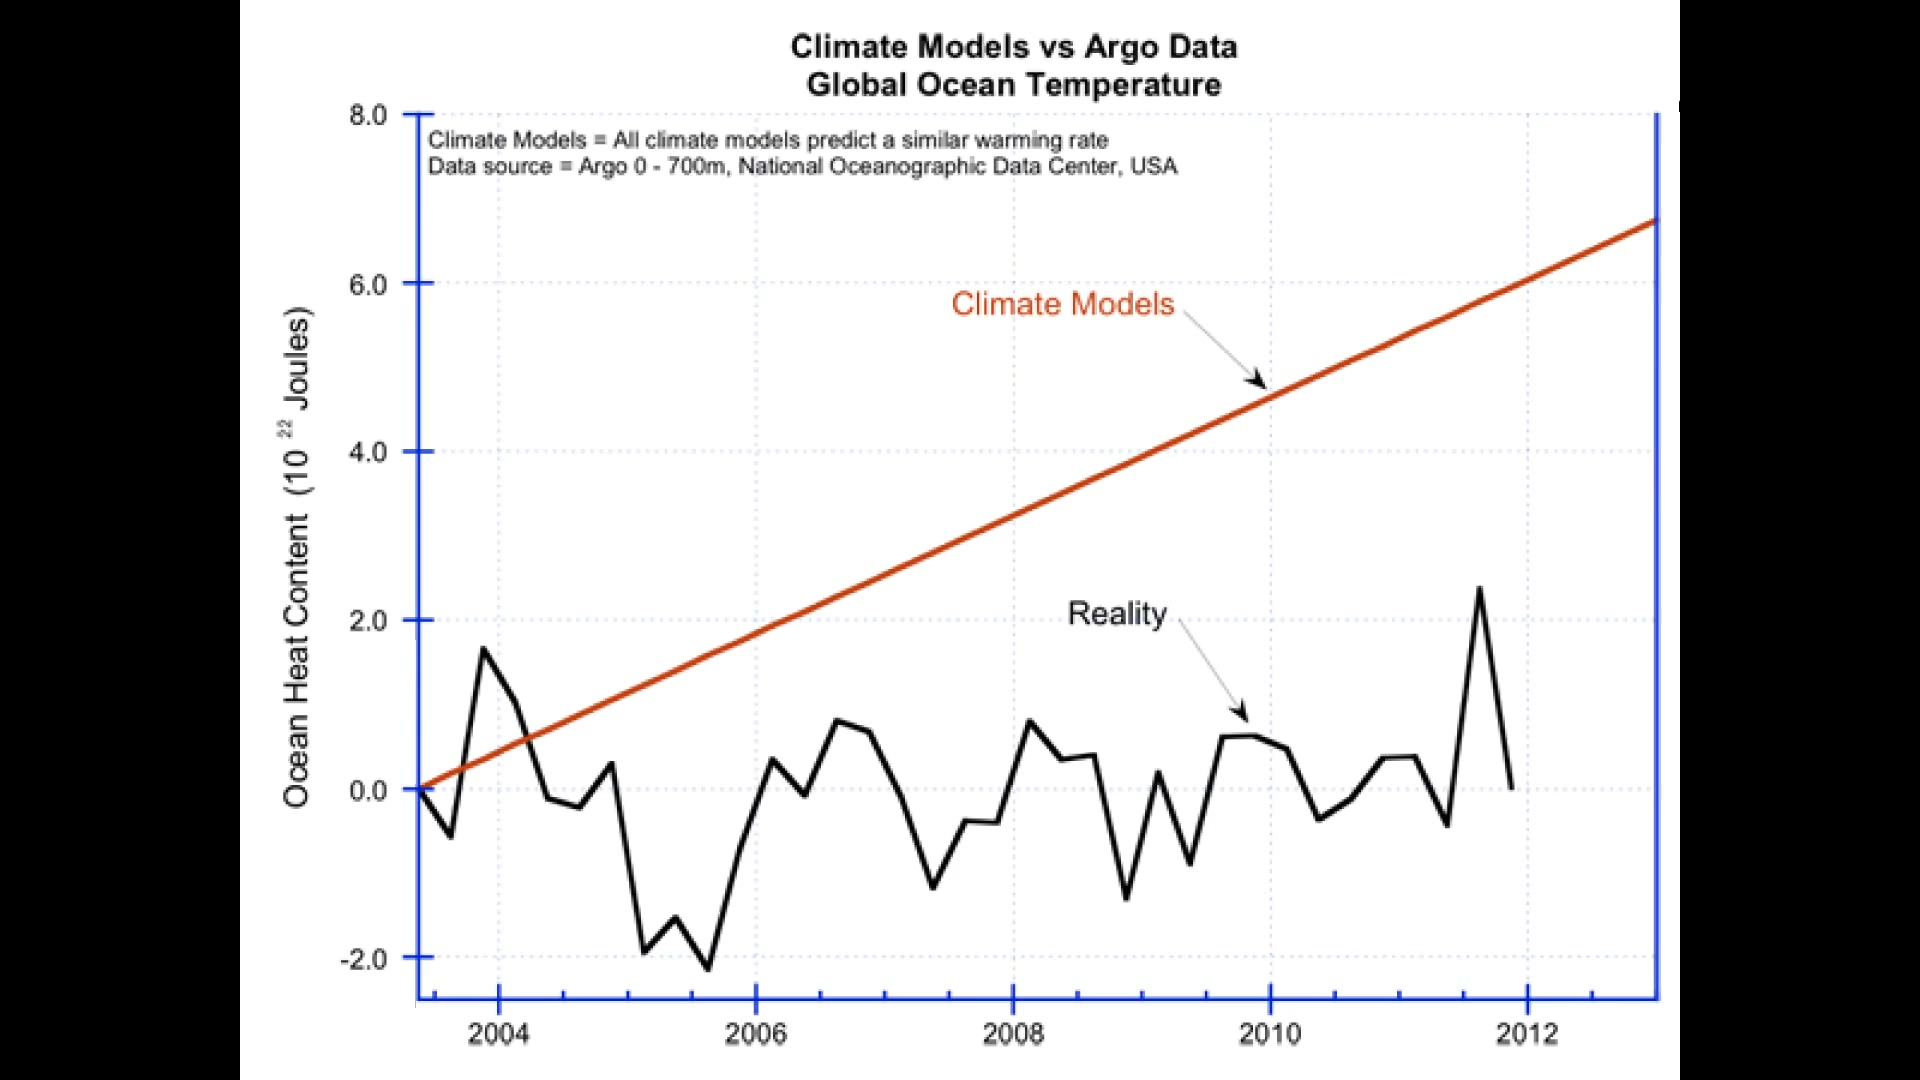 Climate Models vs Argo Data
Global Ocean Temperature
Climate Models = All climate models predict a similar warming rate
Data source = Argo 0 - 700m, National Oceanographic Data Center, USA
8.0
6.0
4.0
2.0
0.0
-2.0
Ocean Heat Content (10 22 Joules)
Climate Models
Reality
2004 2006 2008 2010 2012